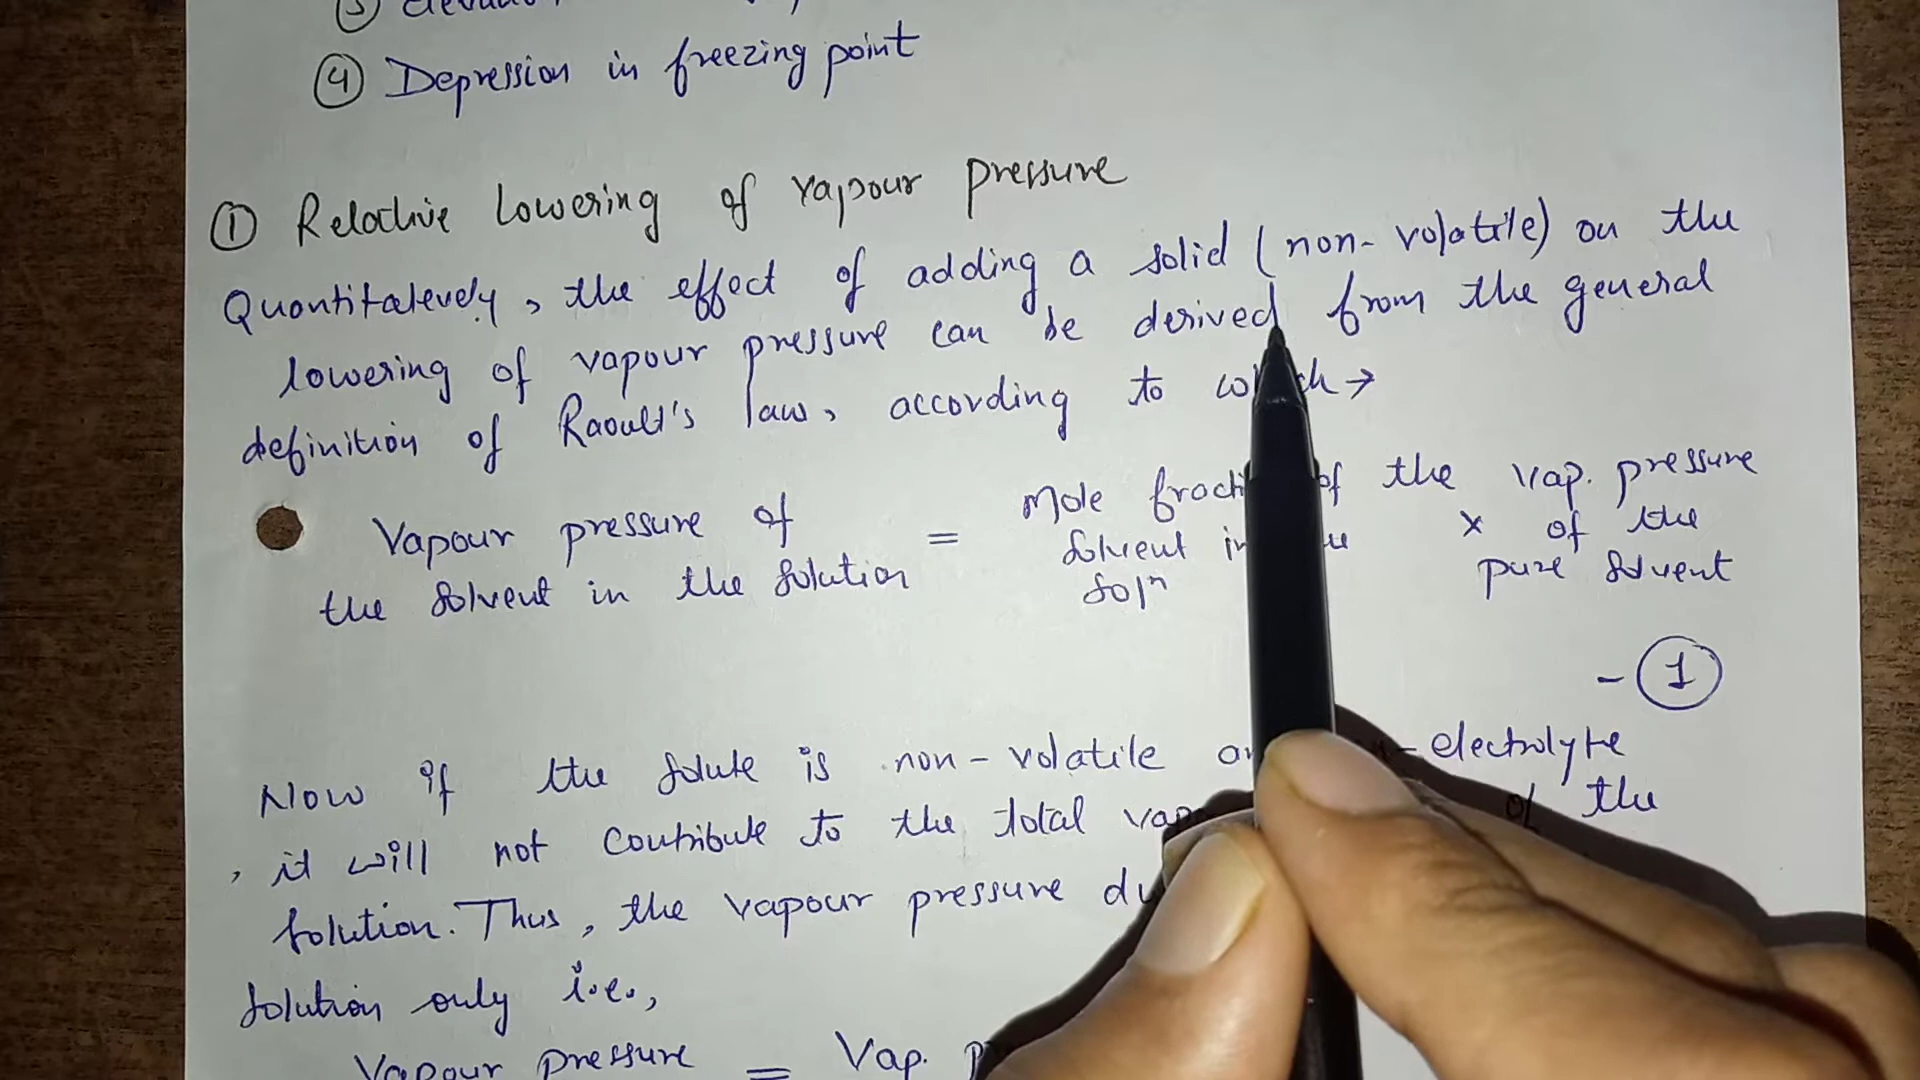 ④ Depression in freezing point
① Relative Lowering of vapour pressure
Quantitatevely, the effect of adding a solid (non-volatile) on the
lowering of vapour pressure can be derived from the general
definition of Raoult's law, according to →
Vapour pressure of = Mole of the × vap. pressure
the solvent in the solution solvent of the
solⁿ pure solvent
- ①
Now if the solute is non-volatile -electrolyte
, it will not contribute to the total of the
solution. Thus, the vapour pressure
solution only i.e.,
Vapour pressure = Vap.